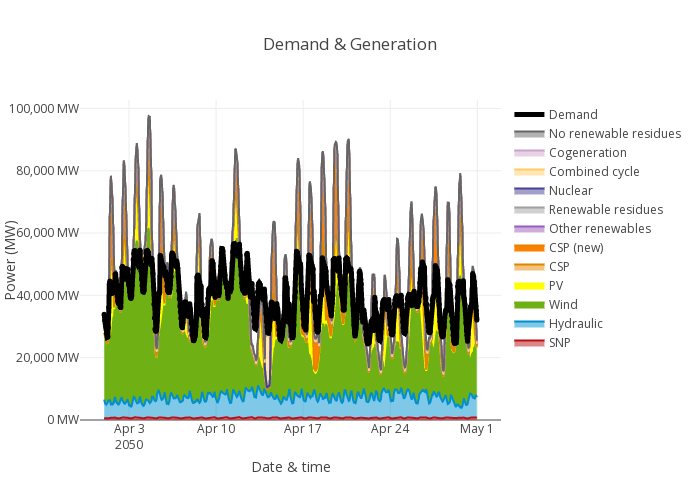 Demand & Generation
100,000 MW
80,000 MW
60,000 MW
40,000 MW
20,000 MW
0 MW
Power (MW)
Apr 3
2050
Apr 10
Apr 17
Apr 24
May 1
Date & time
Demand
No renewable residues
Cogeneration
Combined cycle
Nuclear
Renewable residues
Other renewables
CSP (new)
CSP
PV
Wind
Hydraulic
SNP